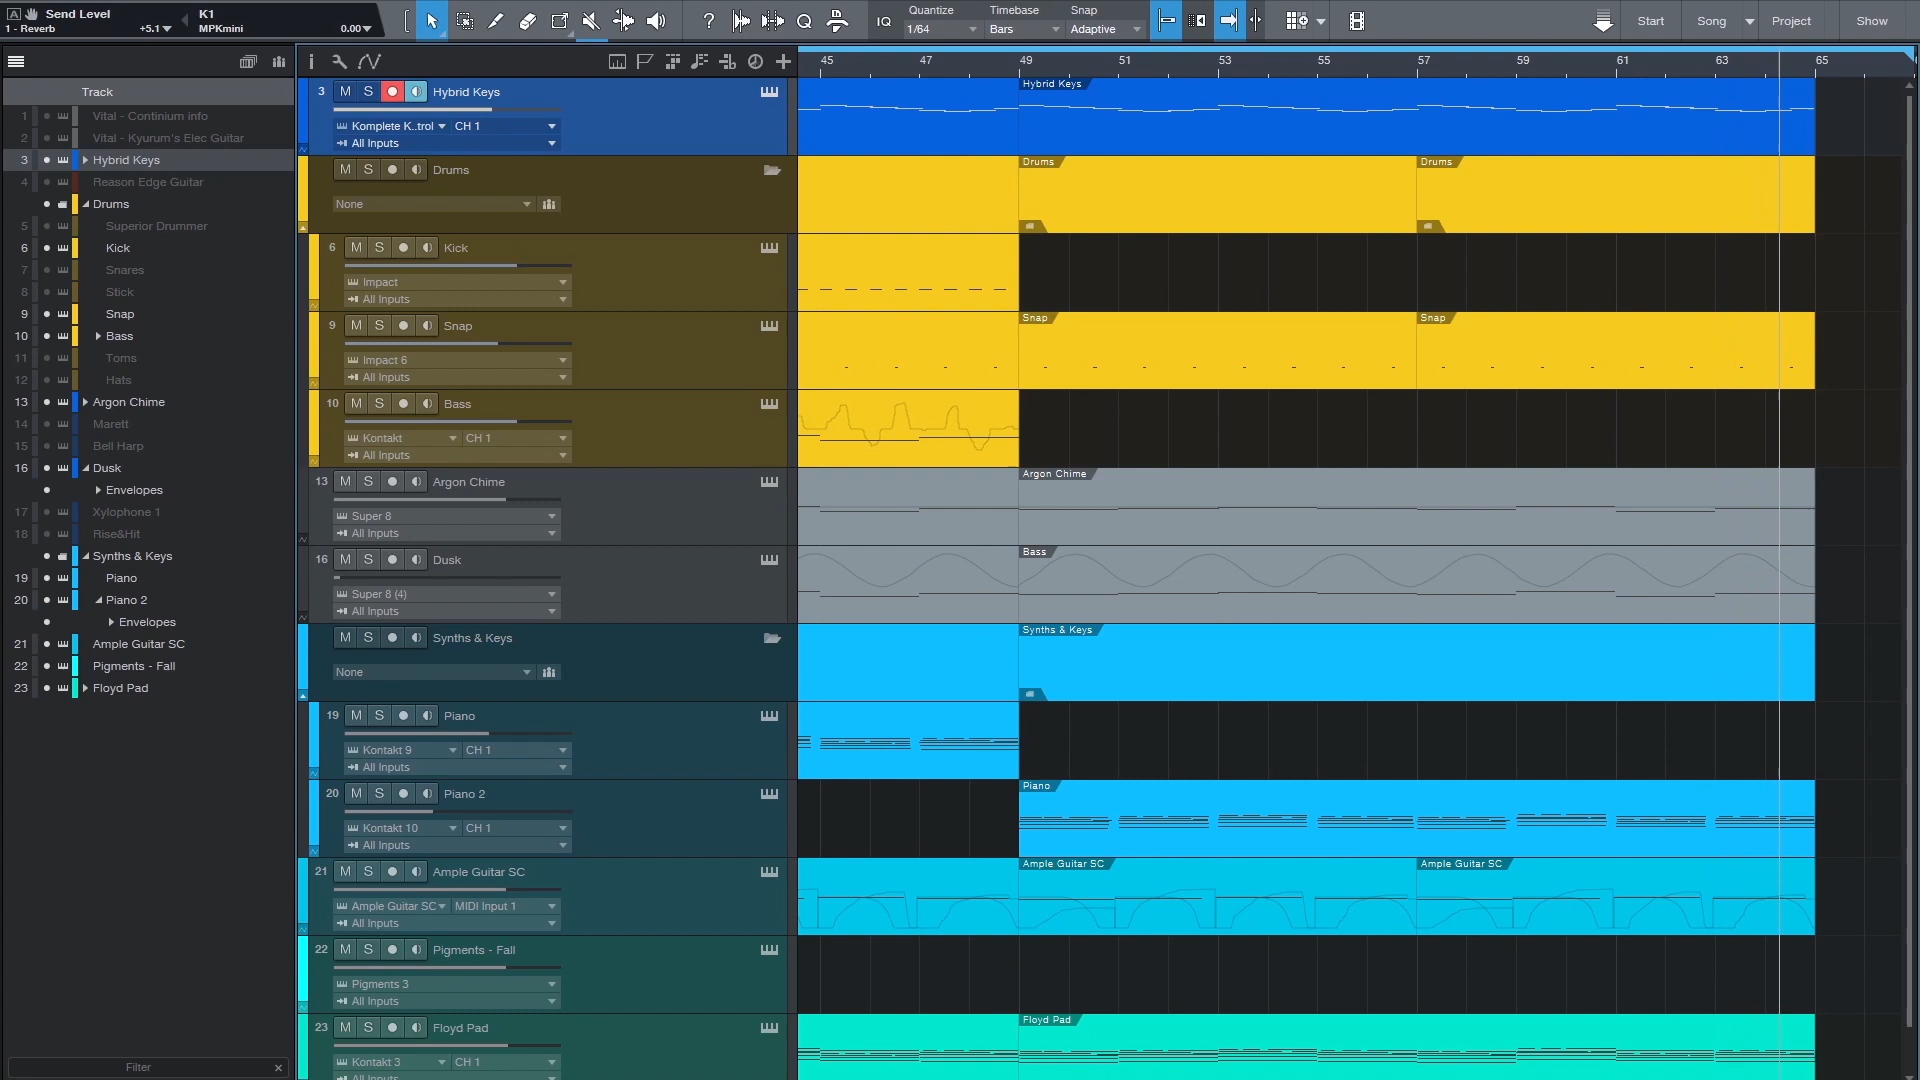 A Send Level
1 - Reverb +5.1
K1
MPKmini 0.00
? Q IQ
Quantize
1/64
Timebase
Bars
Snap
Adaptive
Start
Song
Project
Show
Track
1 Vital - Continium info
2 Vital - Kyurum's Elec Guitar
3 Hybrid Keys
4 Reason Edge Guitar
Drums
5 Superior Drummer
6 Kick
7 Snares
8 Stick
9 Snap
10 Bass
11 Toms
12 Hats
13 Argon Chime
14 Marett
15 Bell Harp
16 Dusk
Envelopes
17 Xylophone 1
18 Rise&Hit
Synths & Keys
19 Piano
20 Piano 2
Envelopes
21 Ample Guitar SC
22 Pigments - Fall
23 Floyd Pad
Filter
i
45 47 49 51 53 55 57 59 61 63 65
3 M S Hybrid Keys
Komplete K..trol CH 1
All Inputs
Hybrid Keys
M S Drums
None
Drums
Drums
6 M S Kick
Impact
All Inputs
9 M S Snap
Impact 6
All Inputs
Snap
Snap
10 M S Bass
Kontakt CH 1
All Inputs
13 M S Argon Chime
Super 8
All Inputs
Argon Chime
16 M S Dusk
Super 8 (4)
All Inputs
Bass
M S Synths & Keys
None
Synths & Keys
19 M S Piano
Kontakt 9 CH 1
All Inputs
20 M S Piano 2
Kontakt 10 CH 1
All Inputs
Piano
21 M S Ample Guitar SC
Ample Guitar SC MIDI Input 1
All Inputs
Ample Guitar SC
Ample Guitar SC
22 M S Pigments - Fall
Pigments 3
All Inputs
23 M S Floyd Pad
Kontakt 3 CH 1
All Inputs
Floyd Pad